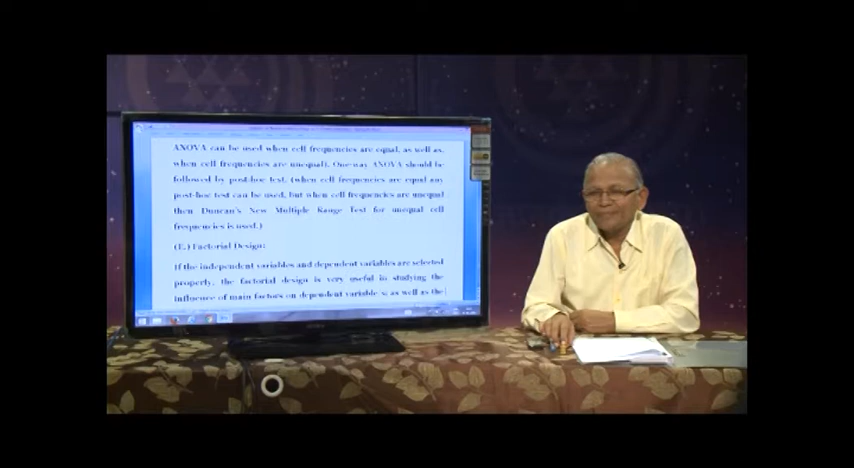 ANOVA can be used when cell frequencies are equal, as well as,
when cell frequencies are unequal). One-way ANOVA should be
followed by post-hoc text. (when cell frequencies are equal any
post-hoc test can be used, but when cell frequencies are unequal
then Duncan's New Multiple Range Test for unequal cell
frequencies is used.)
(E.) Factorial Design:
If the independent variables and dependent variables are selected
properly, the factorial design is very useful in studying the
influence of main factors on dependent variable s; as well as the